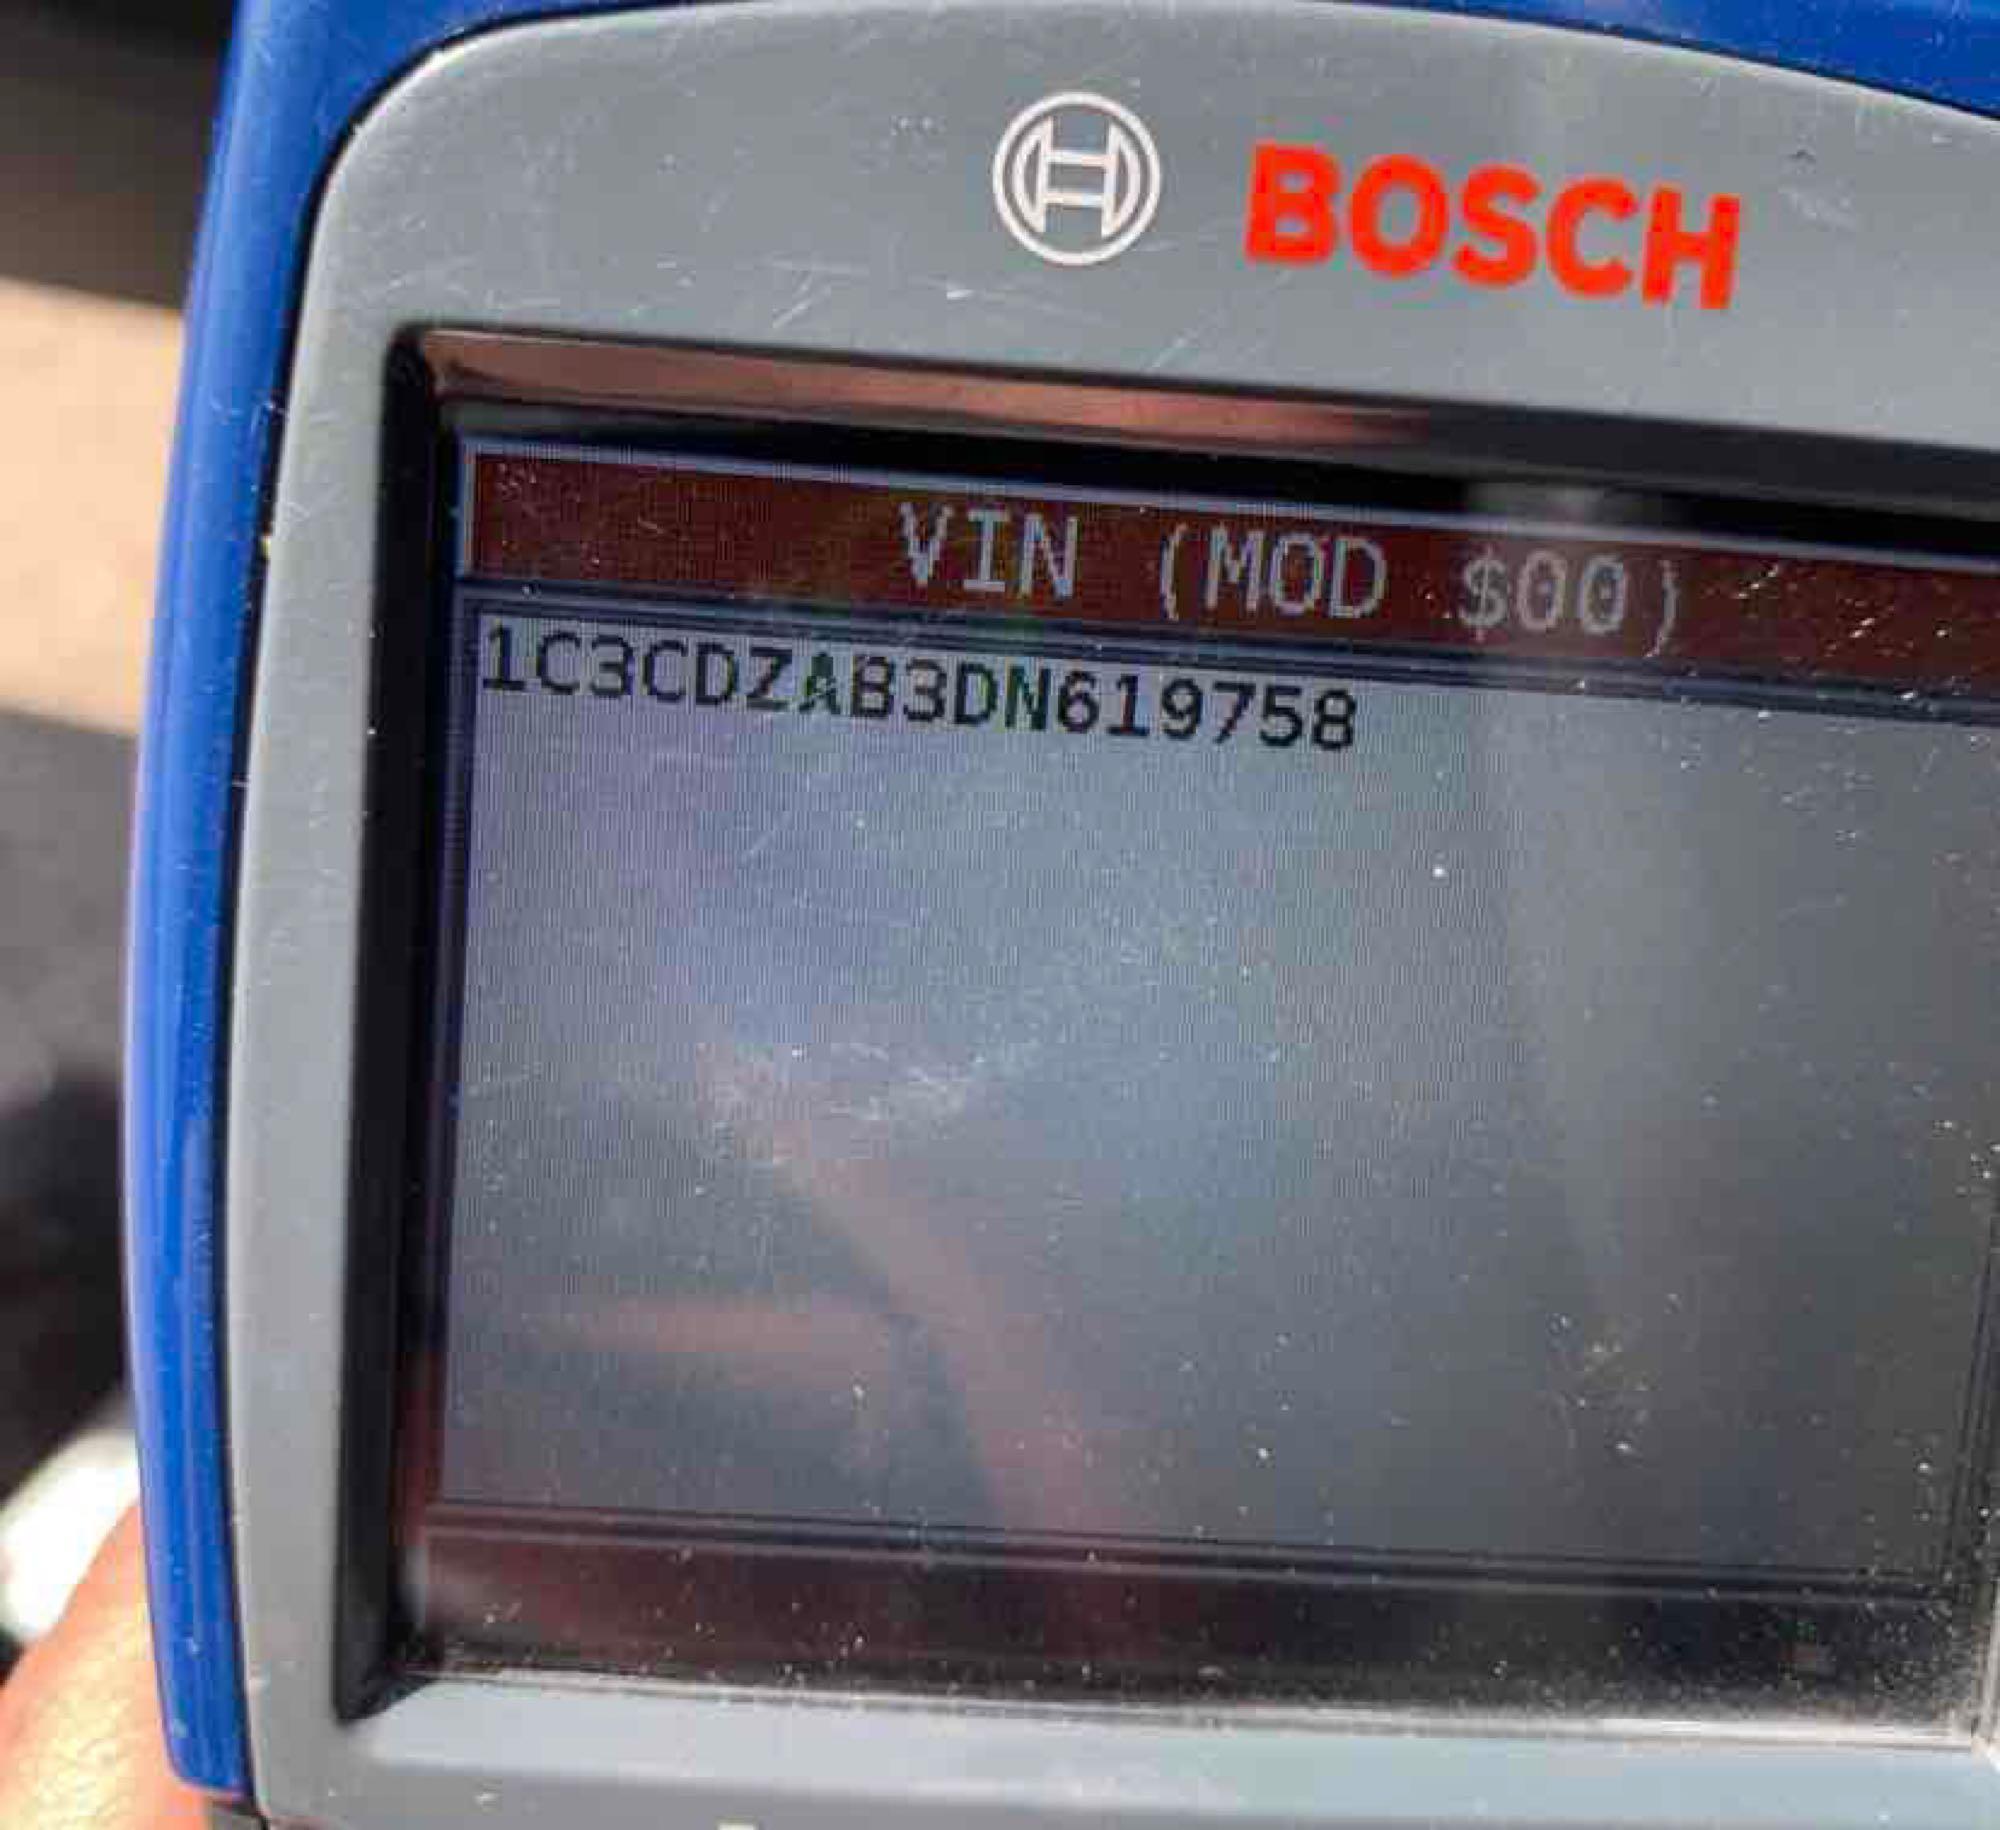 BOSCH
VIN (MOD $00)
1C3CDZAB3DN619758